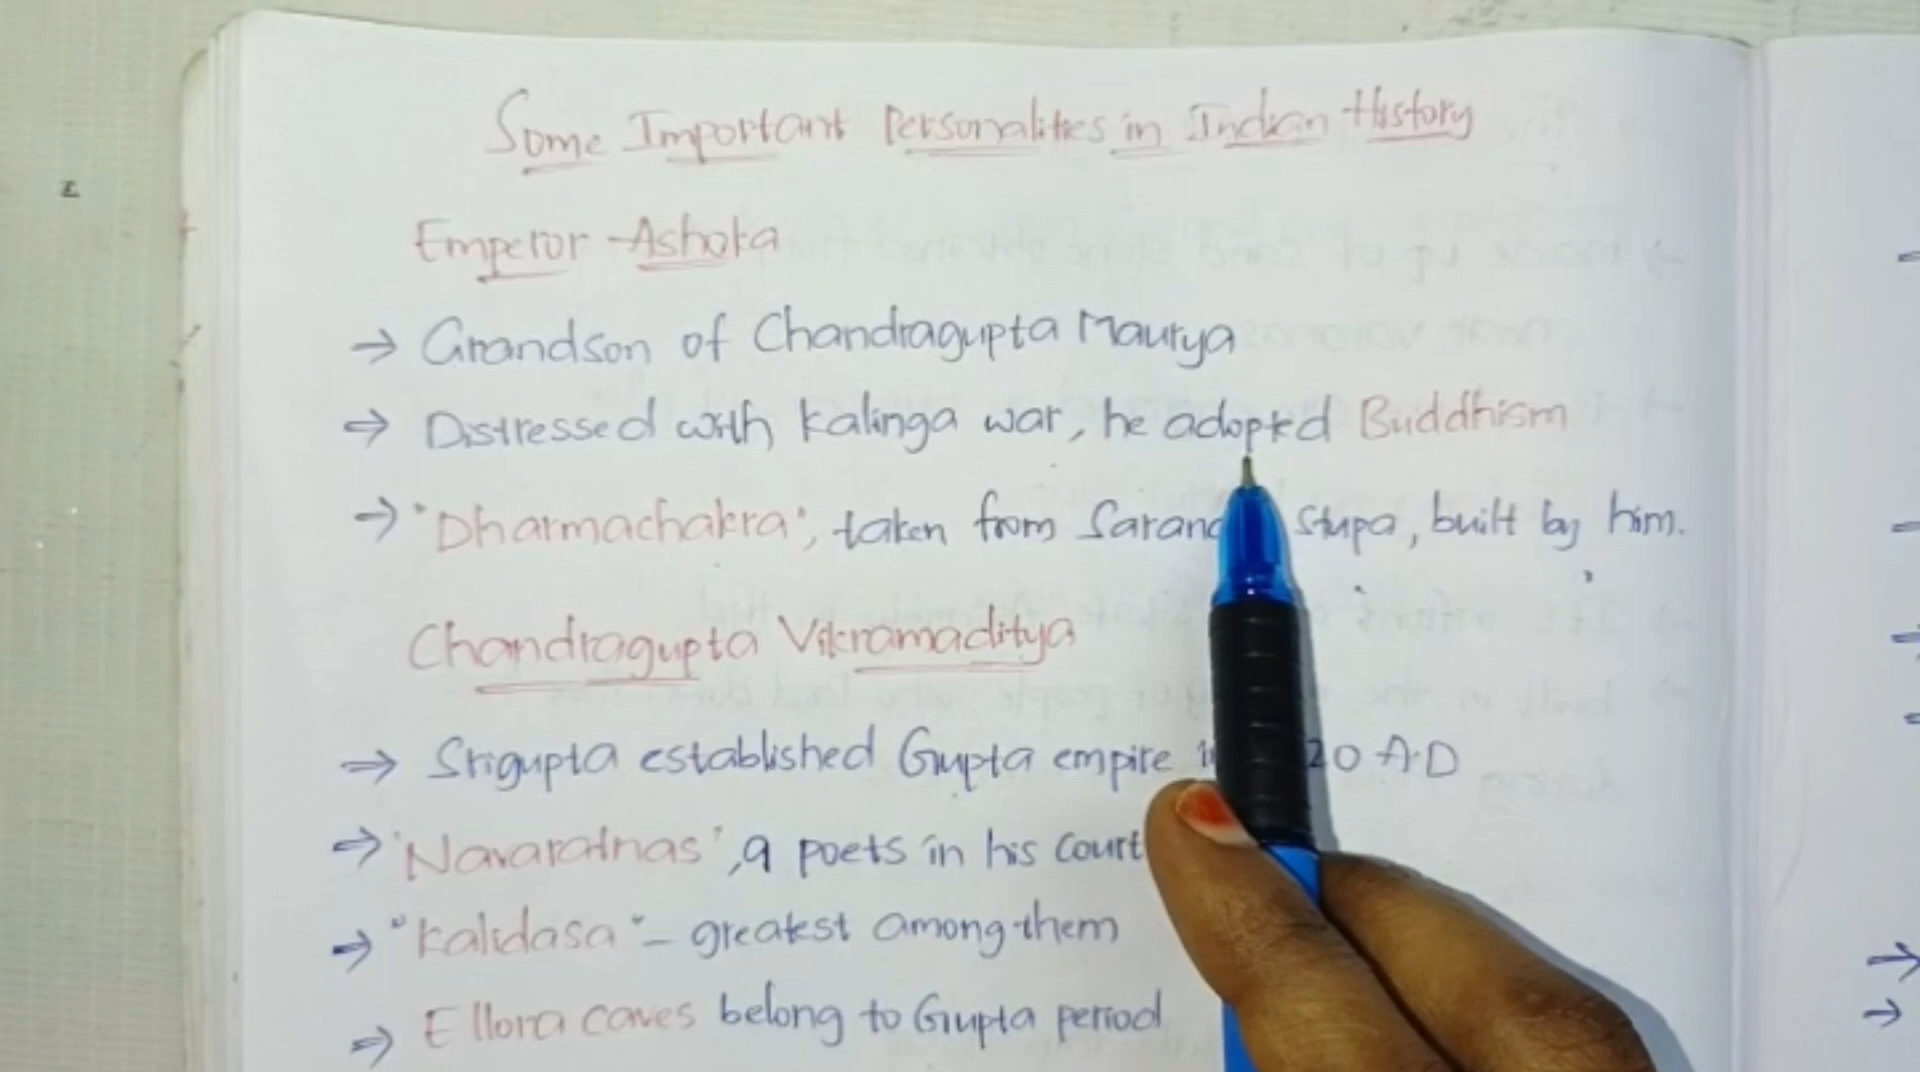 Some Important Personalities in Indian History
Emperor Ashoka
→ Grandson of Chandragupta Maurya
→ Distressed with Kalinga war, he adopted Buddhism
→ "Dharmachakra", taken from Saranc Stupa, built by him.
Chandragupta Vikramaditya
→ Srigupta established Gupta empire 20 A.D
→ 'Navaratnas', 9 poets in his court
→ "Kalidasa" - greatest among them
→ Ellora caves belong to Gupta period